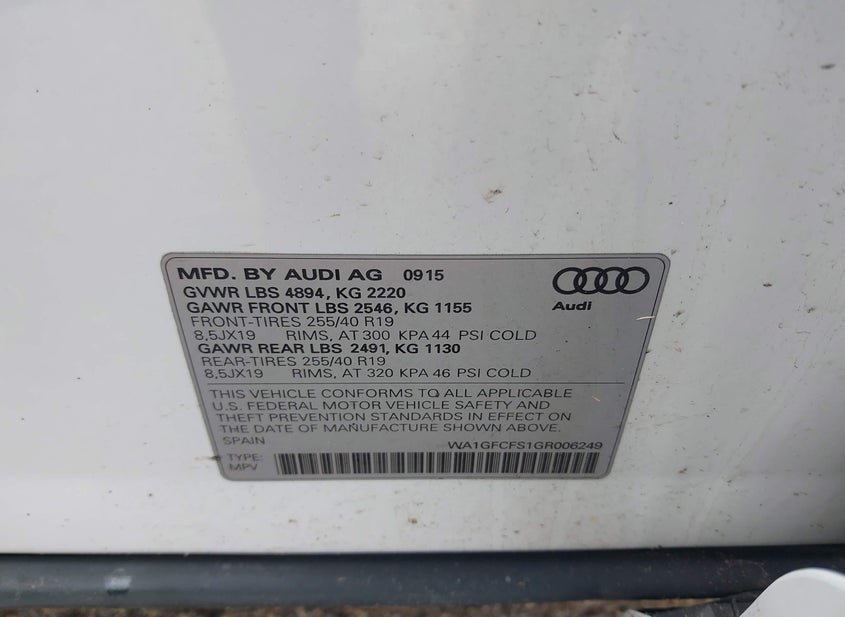 MFD. BY AUDI AG 0915
GVWR LBS 4894, KG 2220
GAWR FRONT LBS 2546, KG 1155
FRONT-TIRES 255/40 R19
8,5JX19 RIMS, AT 300 KPA 44 PSI COLD
GAWR REAR LBS 2491, KG 1130
REAR-TIRES 255/40 R19
8,5JX19 RIMS, AT 320 KPA 46 PSI COLD
Audi
THIS VEHICLE CONFORMS TO ALL APPLICABLE
U.S. FEDERAL MOTOR VEHICLE SAFETY AND
THEFT PREVENTION STANDARDS IN EFFECT ON
THE DATE OF MANUFACTURE SHOWN ABOVE.
SPAIN WA1GFCFS1GR006249
TYPE:
MPV